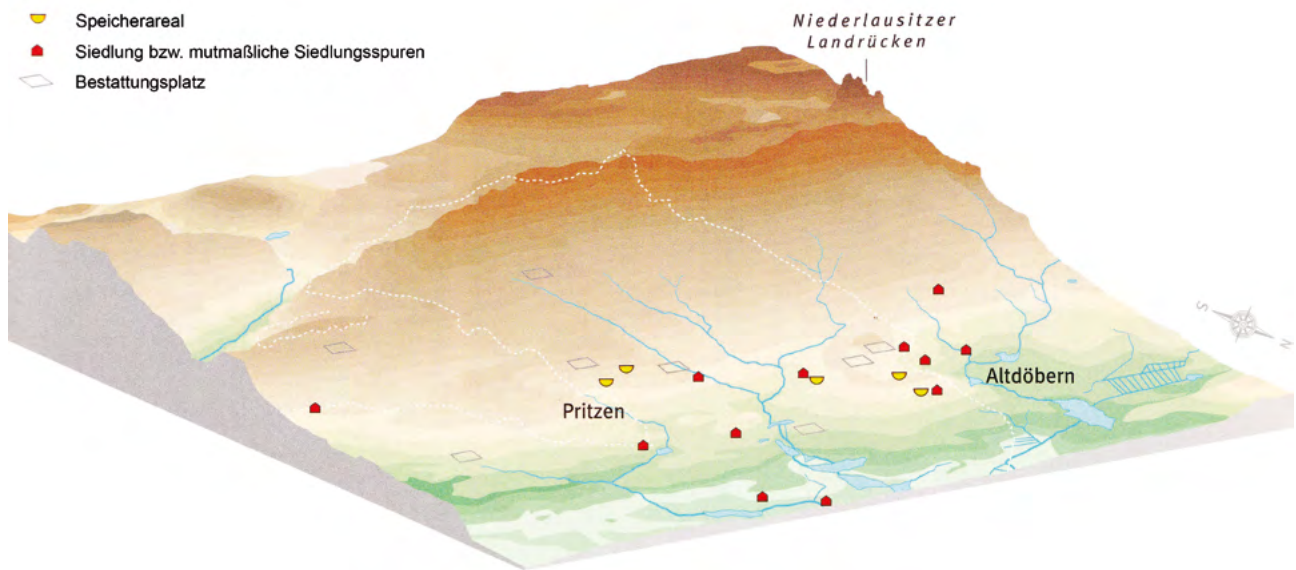 Speicherareal
Siedlung bzw. mutmaßliche Siedlungsspuren
Bestattungsplatz
Niederlausitzer
Landrücken
Pritzen
Altdöbern
S
N